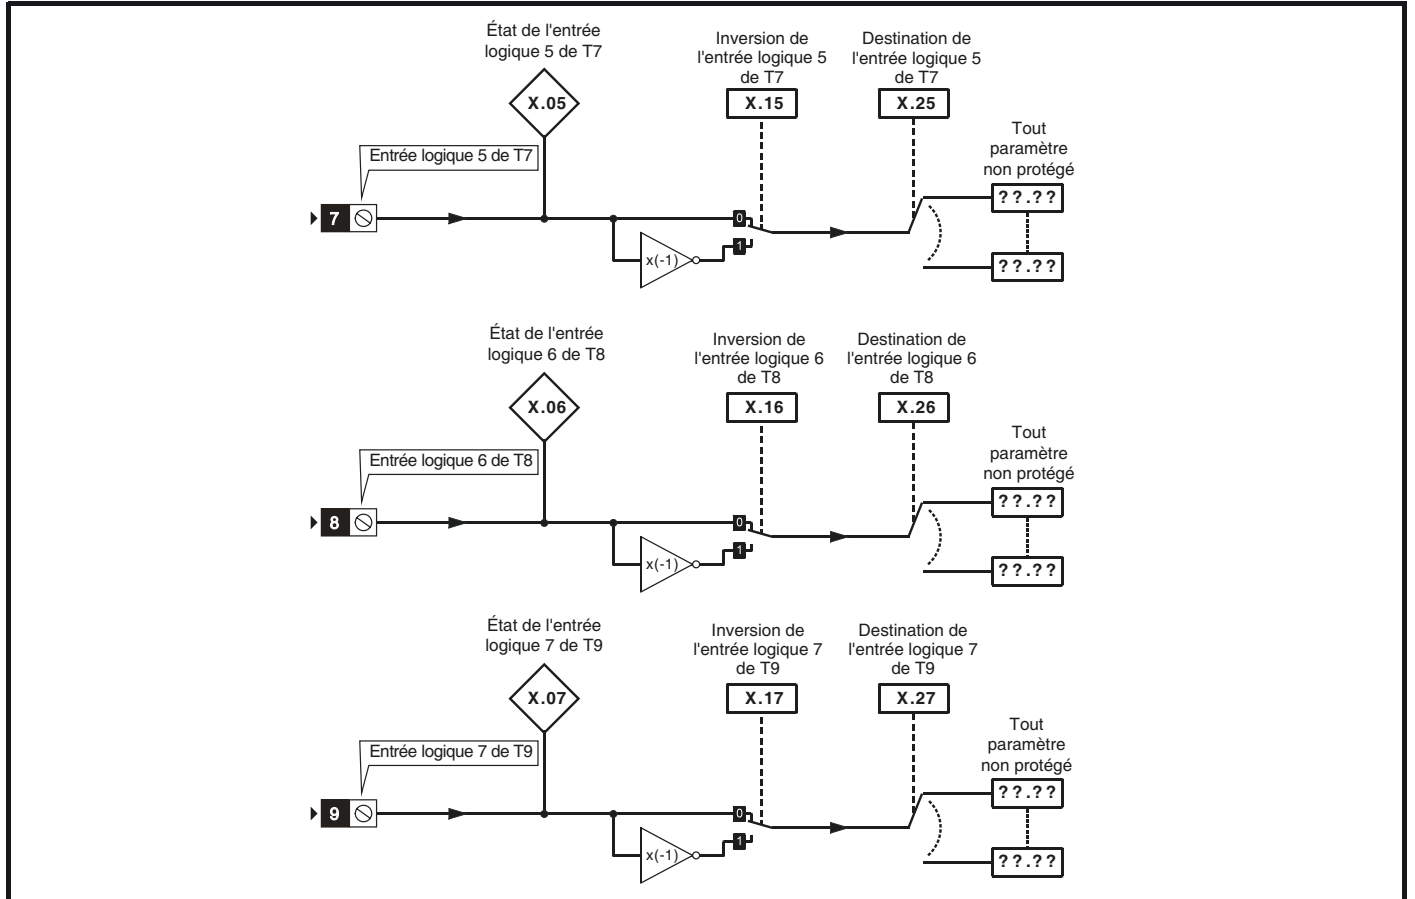 État de l'entrée
logique 5 de T7
Inversion de
l'entrée logique 5
de T7
Destination de
l'entrée logique 5
de T7
X.05
X.15
X.25
Tout
paramètre
non protégé
Entrée logique 5 de T7
??.??
7
0
1
x(-1)
??.??
État de l'entrée
logique 6 de T8
Inversion de
l'entrée logique 6
de T8
Destination de
l'entrée logique 6
de T8
X.06
X.16
X.26
Tout
paramètre
non protégé
Entrée logique 6 de T8
??.??
8
0
1
x(-1)
??.??
État de l'entrée
logique 7 de T9
Inversion de
l'entrée logique 7
de T9
Destination de
l'entrée logique 7
de T9
X.07
X.17
X.27
Tout
paramètre
non protégé
Entrée logique 7 de T9
??.??
9
0
1
x(-1)
??.??